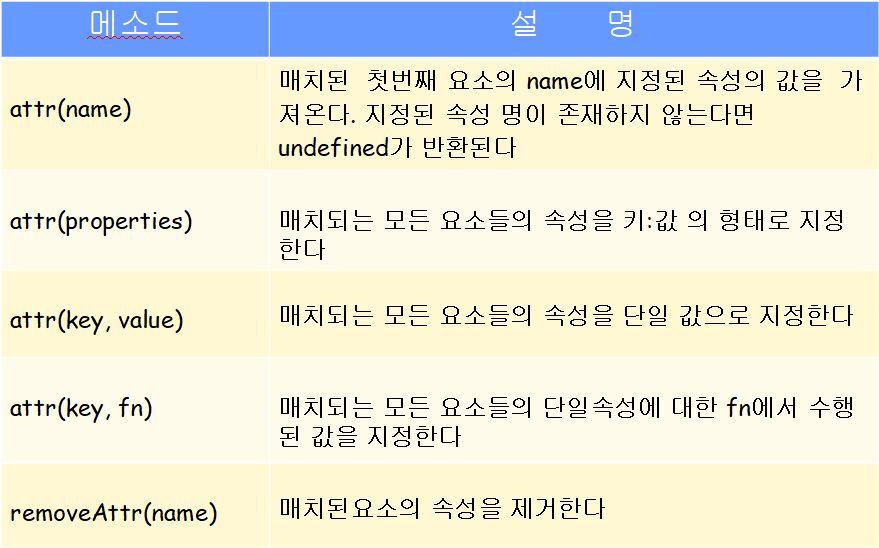 메소드 설 명
attr(name)
매치된 첫번째 요소의 name에 지정된 속성의 값을 가
져온다. 지정된 속성 명이 존재하지 않는다면
undefined가 반환된다
attr(properties)
매치되는 모든 요소들의 속성을 키:값 의 형태로 지정
한다
attr(key, value)
매치되는 모든 요소들의 속성을 단일 값으로 지정한다
attr(key, fn)
매치되는 모든 요소들의 단일속성에 대한 fn에서 수행
된 값을 지정한다
removeAttr(name)
매치된요소의 속성을 제거한다